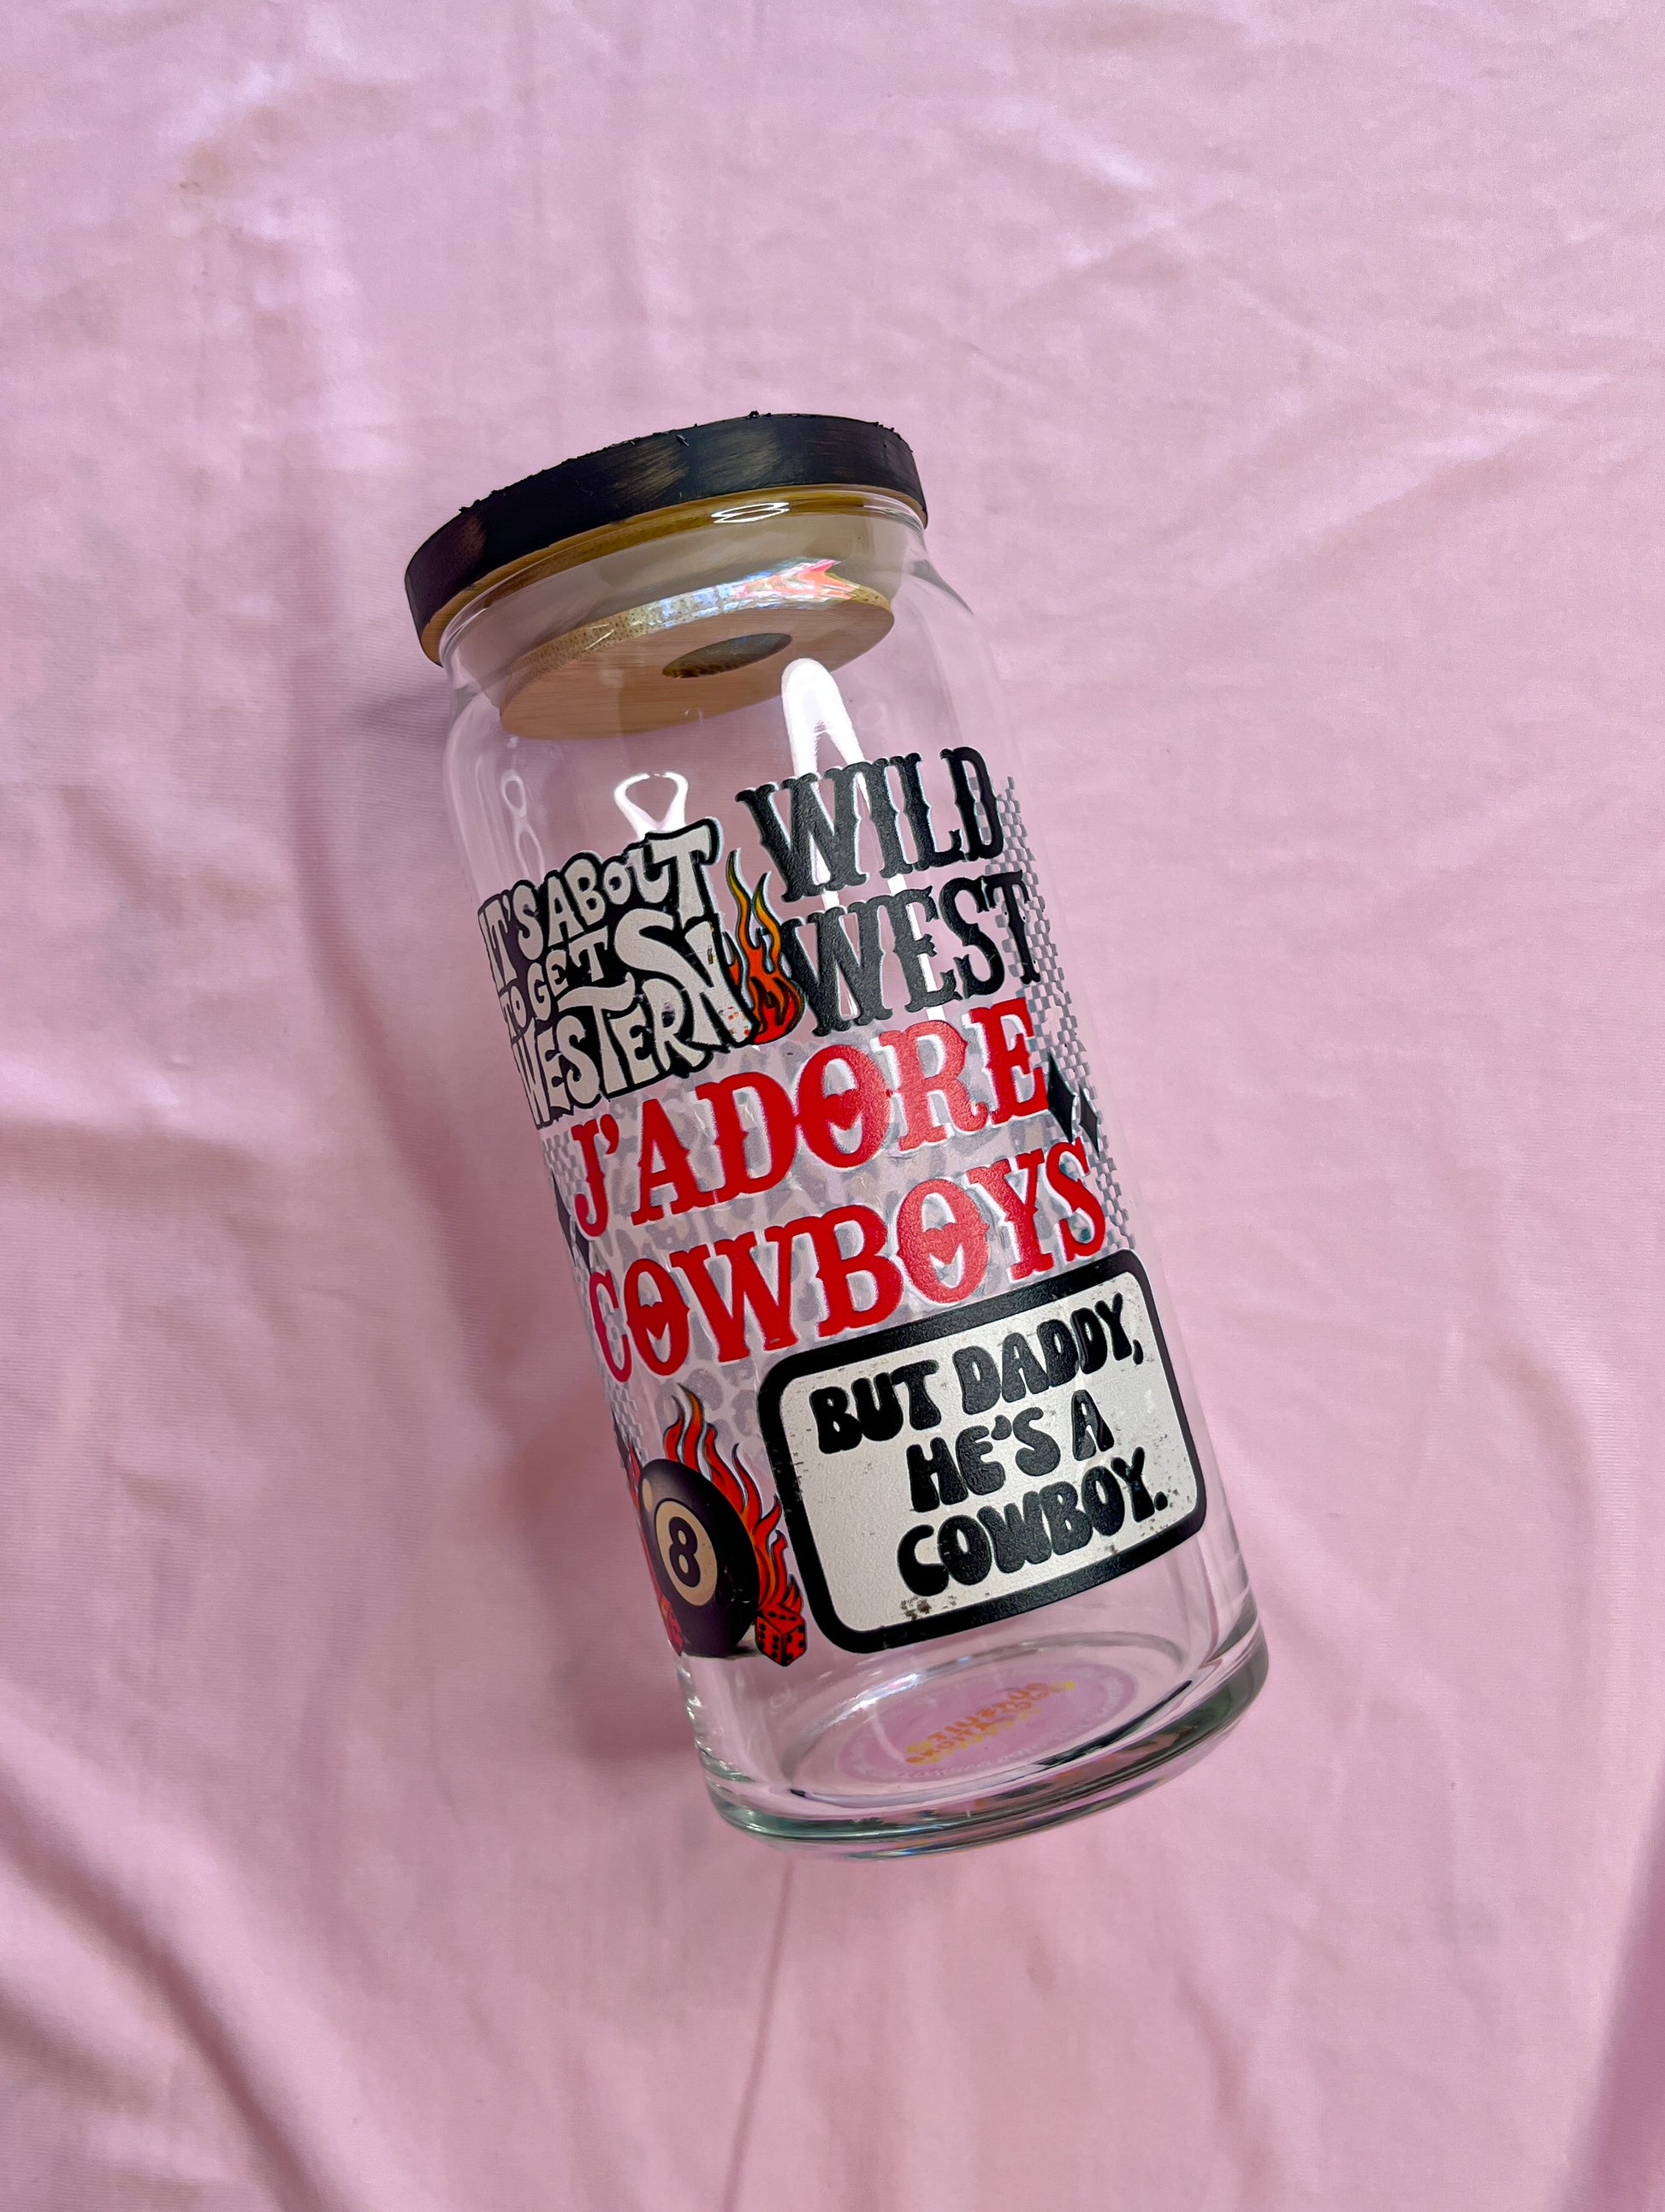 IT'S ABOUT
TO GET
WESTERN
WILD
WEST
J'ADORE
COWBOYS
BUT DADDY,
HE'S A
COWBOY.
8